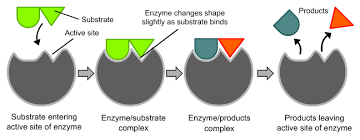 Substrate
Active site
Enzyme changes shape
slightly as substrate binds
Products
Substrate entering
active site of enzyme
Enzyme/substrate
complex
Enzyme/products
complex
Products leaving
active site of enzyme